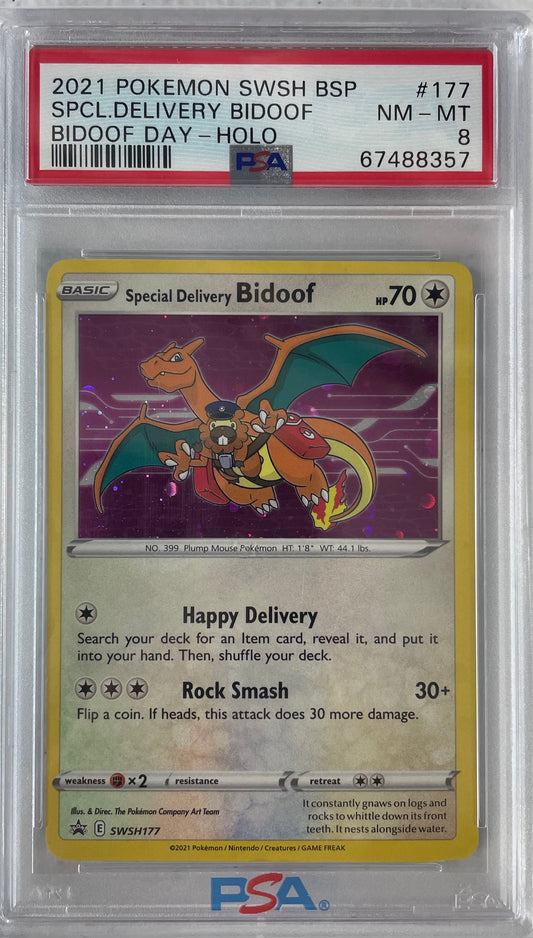 2021 POKEMON SWSH BSP #177
SPCL.DELIVERY BIDOOF NM - MT
BIDOOF DAY - HOLO 8
PSA 67488357
BASIC Special Delivery Bidoof HP 70
NO. 399 Plump Mouse Pokémon HT: 1'8" WT: 44.1 lbs.
Happy Delivery
Search your deck for an Item card, reveal it, and put it
into your hand. Then, shuffle your deck.
Rock Smash 30+
Flip a coin. If heads, this attack does 30 more damage.
weakness ×2 resistance retreat
Illus. & Direc. The Pokémon Company Art Team
E SWSH177
It constantly gnaws on logs and
rocks to whittle down its front
teeth. It nests alongside water.
©2021 Pokémon / Nintendo / Creatures / GAME FREAK
PSA®